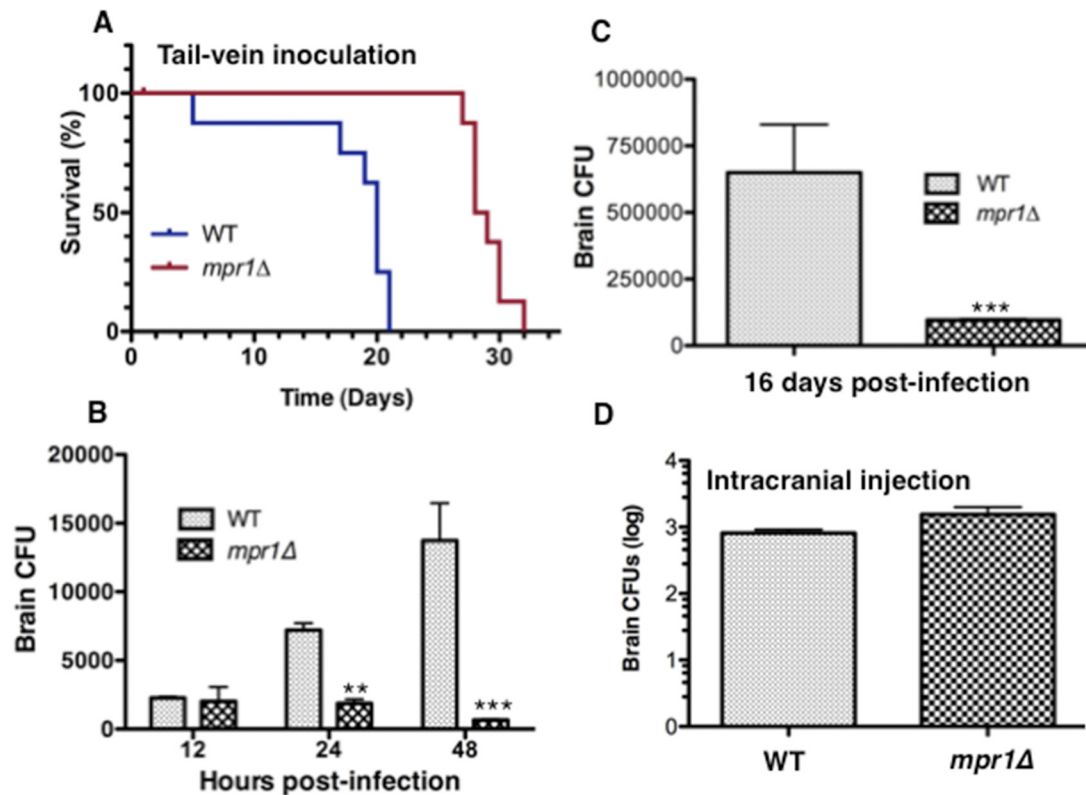 A
Tail-vein inoculation
100
50
0
Survival (%)
WT
mpr1Δ
0 10 20 30
Time (Days)
B
20000
15000
10000
5000
0
Brain CFU
WT
mpr1Δ
**
***
12 24 48
Hours post-infection
C
1000000
750000
500000
250000
0
Brain CFU
WT
mpr1Δ
***
16 days post-infection
D
Intracranial injection
4
3
2
1
0
Brain CFUs (log)
WT mpr1Δ